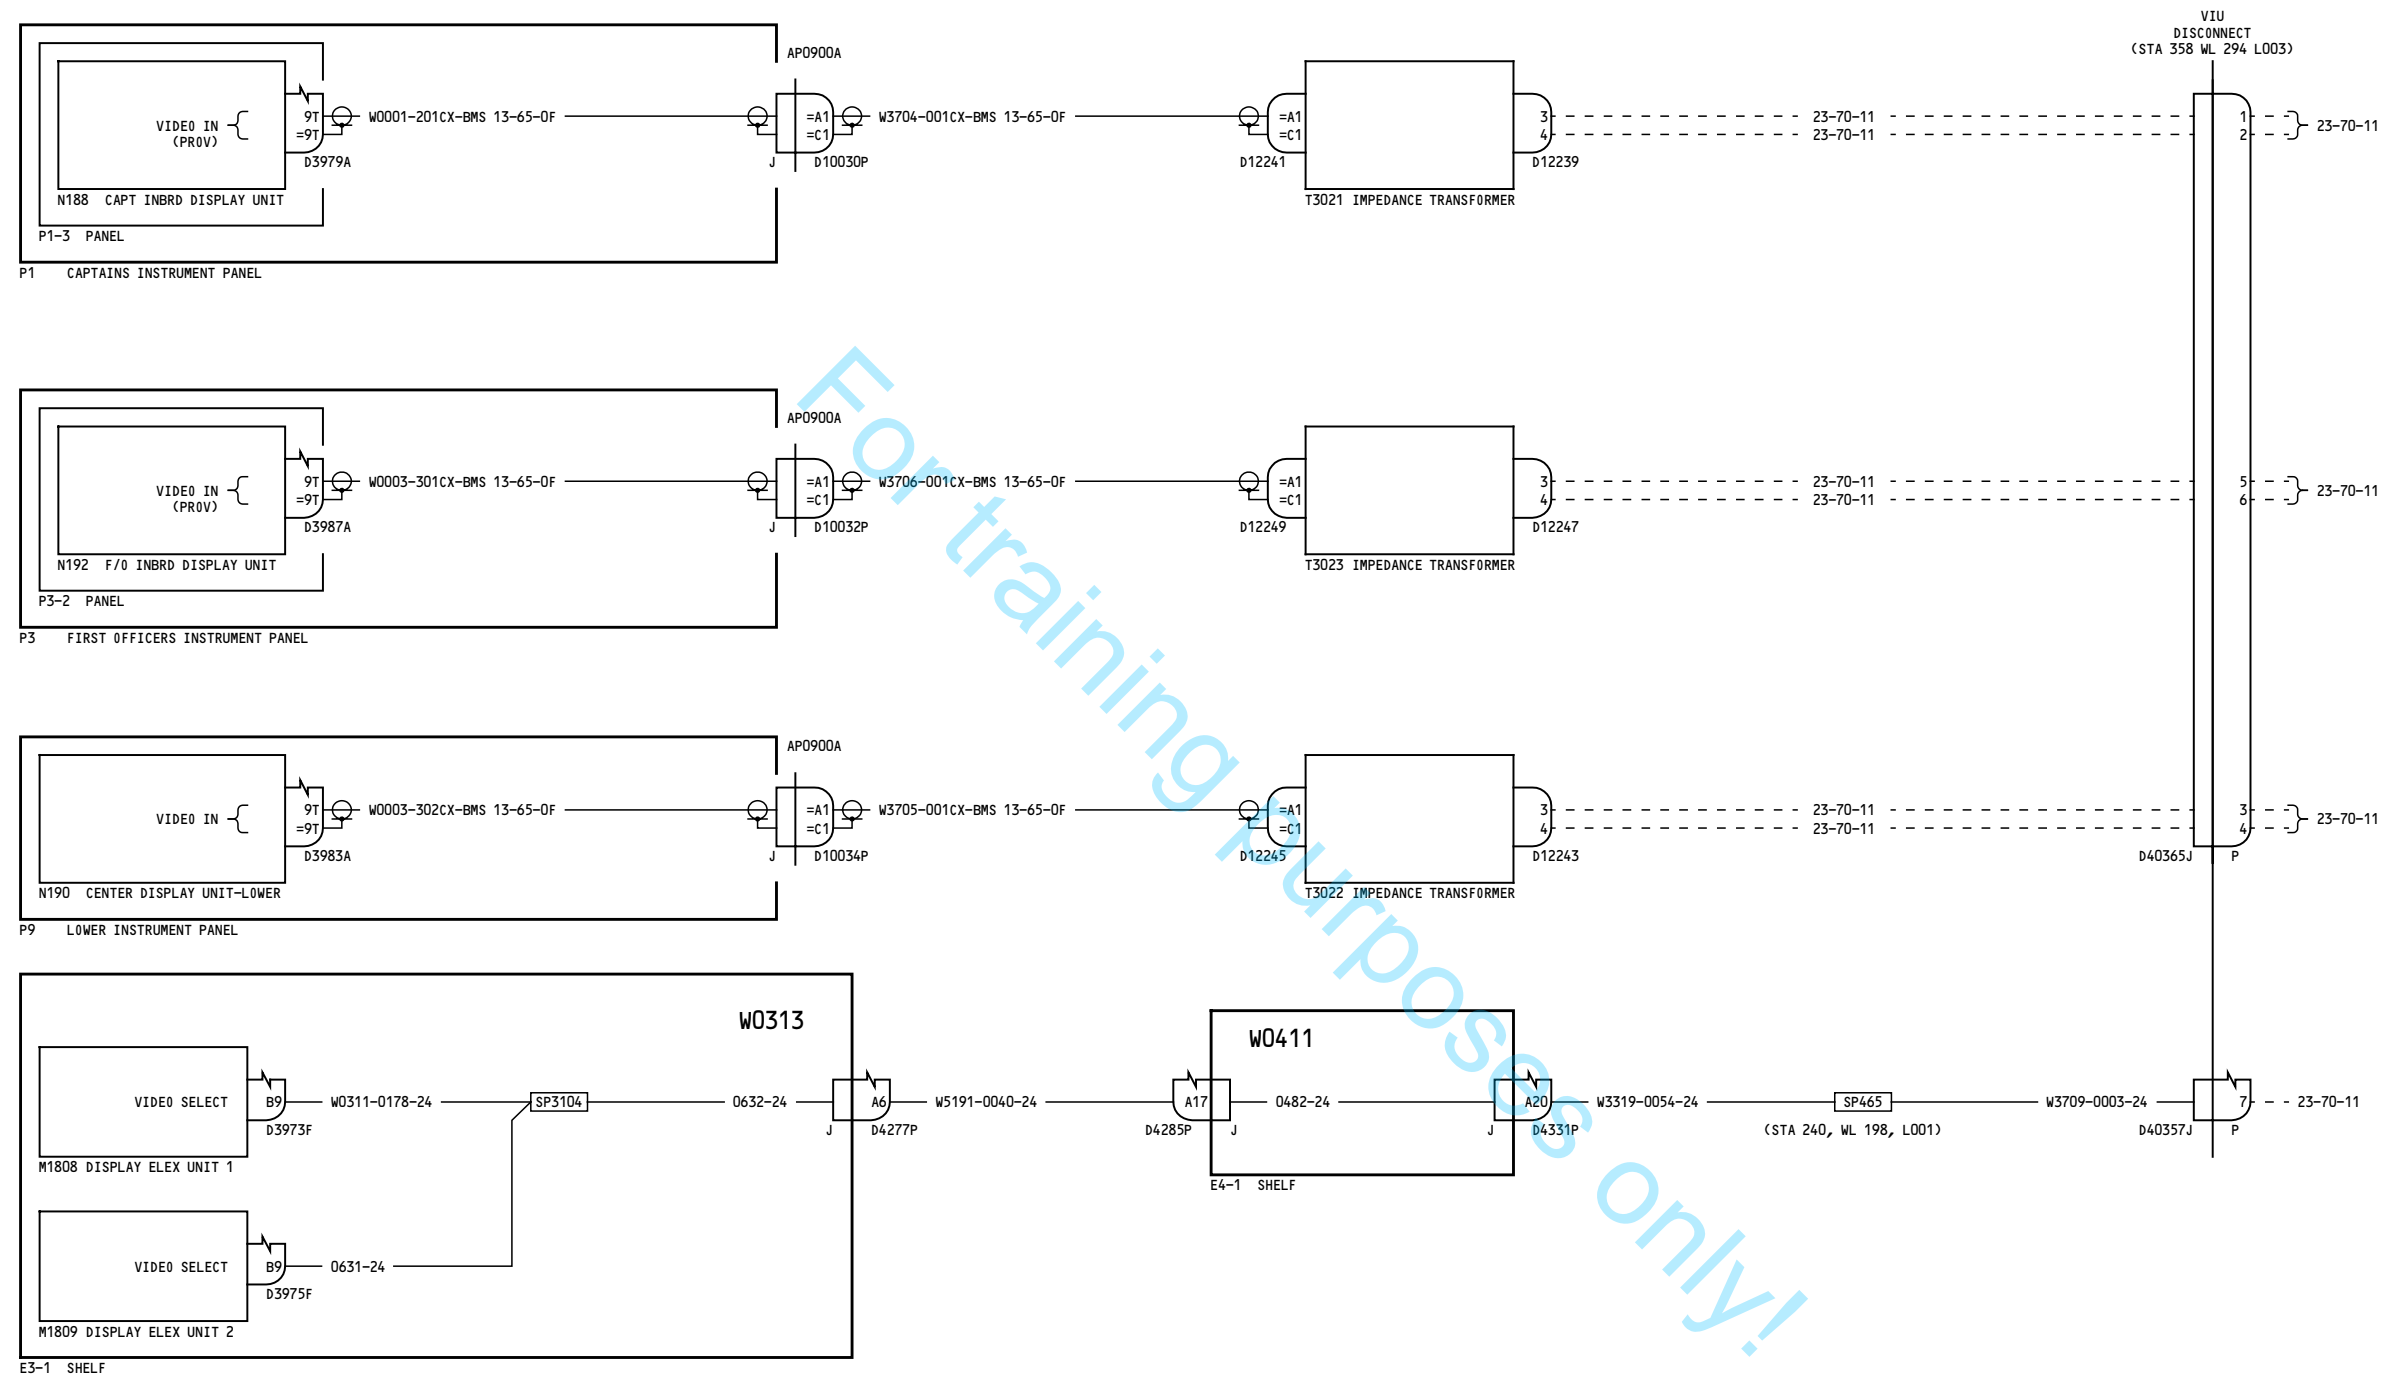 VIU
DISCONNECT
(STA 358 WL 294 L003)
AP0900A
VIDEO IN
(PROV)
9T
=9T
W0001-201CX-BMS 13-65-0F
=A1
=C1
W3704-001CX-BMS 13-65-0F
=A1
=C1
3
4
23-70-11
23-70-11
1
2
23-70-11
D3979A
J
D10030P
D12241
D12239
N188 CAPT INBRD DISPLAY UNIT
T3021 IMPEDANCE TRANSFORMER
P1-3 PANEL
P1 CAPTAINS INSTRUMENT PANEL
AP0900A
VIDEO IN
(PROV)
9T
=9T
W0003-301CX-BMS 13-65-0F
=A1
=C1
W3706-001CX-BMS 13-65-0F
=A1
=C1
3
4
23-70-11
23-70-11
5
6
23-70-11
D3987A
J
D10032P
D12249
D12247
N192 F/O INBRD DISPLAY UNIT
T3023 IMPEDANCE TRANSFORMER
P3-2 PANEL
P3 FIRST OFFICERS INSTRUMENT PANEL
AP0900A
VIDEO IN
9T
=9T
W0003-302CX-BMS 13-65-0F
=A1
=C1
W3705-001CX-BMS 13-65-0F
=A1
=C1
3
4
23-70-11
23-70-11
3
4
23-70-11
D3983A
J
D10034P
D12245
D12243
D40365J
P
N190 CENTER DISPLAY UNIT-LOWER
T3022 IMPEDANCE TRANSFORMER
P9 LOWER INSTRUMENT PANEL
W0313
W0411
VIDEO SELECT
B9
W0311-0178-24
SP3104
0632-24
A6
W5191-0040-24
A17
0482-24
A20
W3319-0054-24
SP465
W3709-0003-24
7
23-70-11
D3973F
J
D4277P
D4285P
J
J
D4331P
(STA 240, WL 198, L001)
D40357J
P
M1808 DISPLAY ELEX UNIT 1
E4-1 SHELF
VIDEO SELECT
B9
0631-24
D3975F
M1809 DISPLAY ELEX UNIT 2
E3-1 SHELF
For training purposes only!